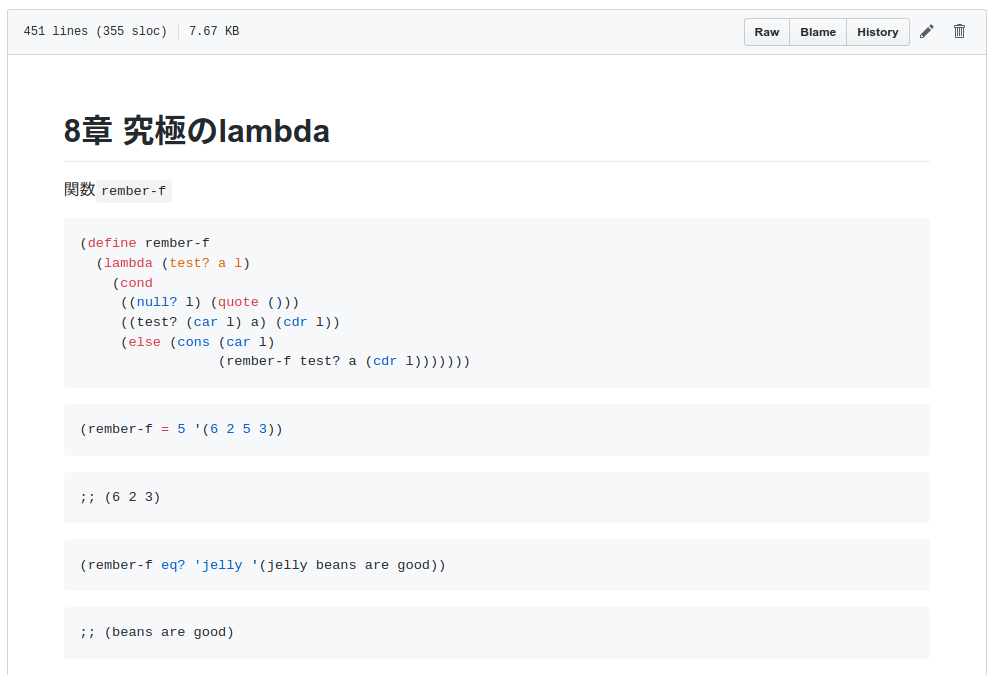 451 lines (355 sloc) 7.67 KB Raw Blame History
8章 究極のlambda
関数 rember-f
(define rember-f
  (lambda (test? a l)
    (cond
     ((null? l) (quote ()))
     ((test? (car l) a) (cdr l))
     (else (cons (car l)
                 (rember-f test? a (cdr l)))))))
(rember-f = 5 '(6 2 5 3))
;; (6 2 3)
(rember-f eq? 'jelly '(jelly beans are good))
;; (beans are good)